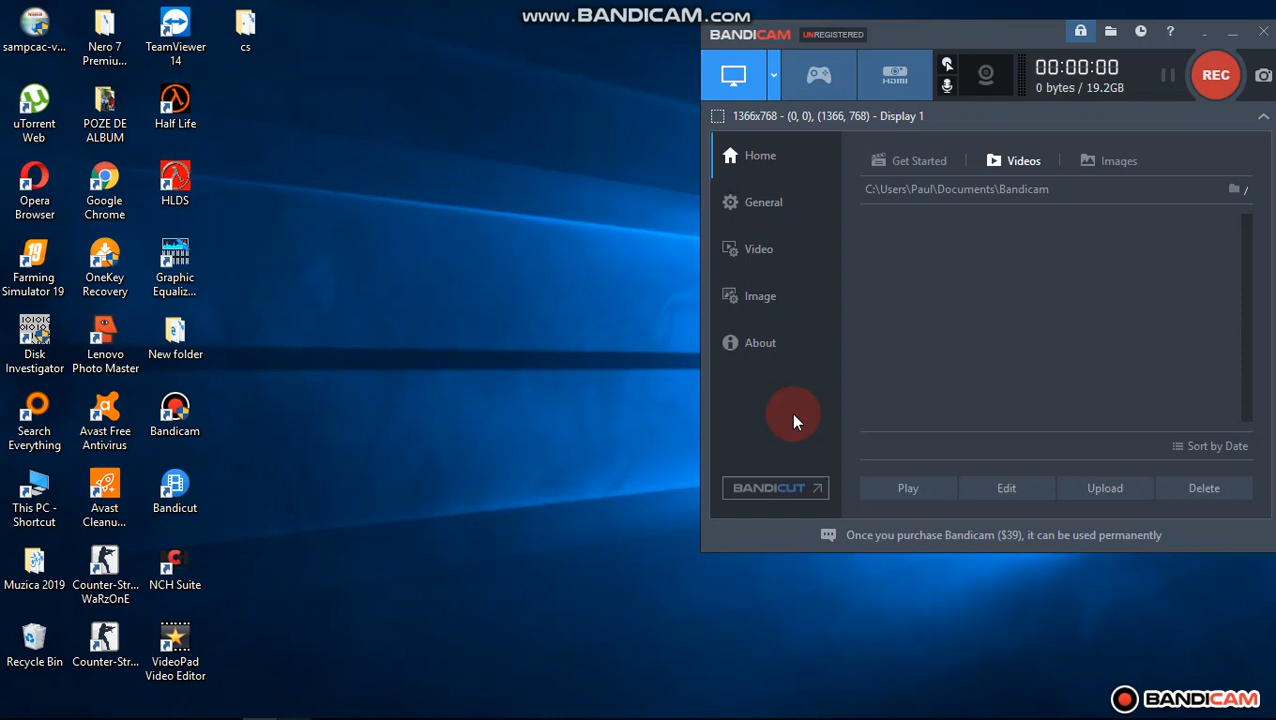 www.BANDICAM.com
sampcac-v...
Nero 7
Premiu...
TeamViewer
14
cs
uTorrent
Web
POZE DE
ALBUM
Half Life
Opera
Browser
Google
Chrome
HLDS
19
Farming
Simulator 19
OneKey
Recovery
Graphic
Equaliz...
Disk
Investigator
Lenovo
Photo Master
New folder
Search
Everything
Avast Free
Antivirus
Bandicam
This PC -
Shortcut
Avast
Cleanu...
Bandicut
Muzica 2019
Counter-Str...
WaRzOnE
NCH Suite
Recycle Bin
Counter-Str...
VideoPad
Video Editor
BANDICAM UNREGISTERED
HDMI
00:00:00
0 bytes / 19.2GB
REC
1366x768 - (0, 0), (1366, 768) - Display 1
Home
General
Video
Image
About
BANDICUT
Get Started
Videos
Images
C:\Users\Paul\Documents\Bandicam
/
Sort by Date
Play
Edit
Upload
Delete
Once you purchase Bandicam ($39), it can be used permanently
BANDICAM